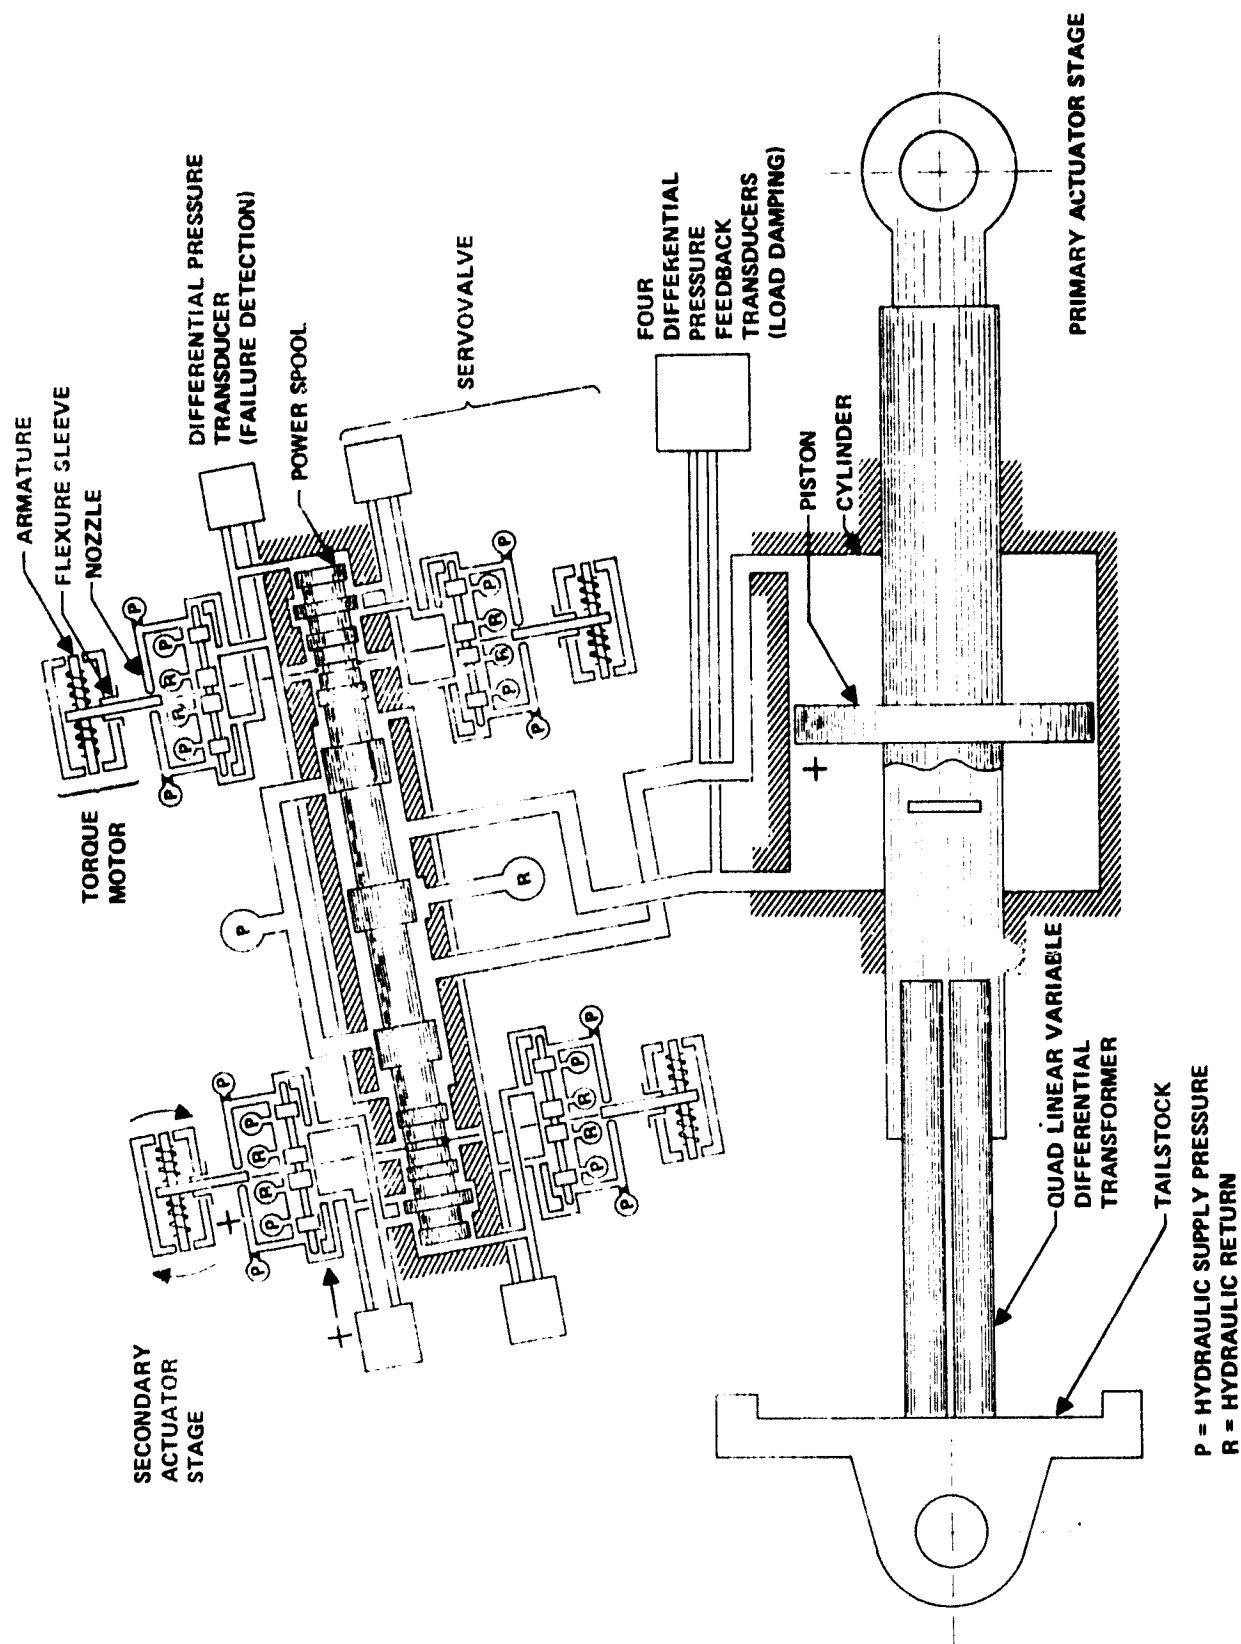 SECONDARY
ACTUATOR
STAGE
TORQUE
MOTOR
ARMATURE
FLEXURE SLEEVE
NOZZLE
DIFFERENTIAL PRESSURE
TRANSDUCER
(FAILURE DETECTION)
POWER SPOOL
SERVOVALVE
FOUR
DIFFERENTIAL
PRESSURE
FEEDBACK
TRANSDUCERS
(LOAD DAMPING)
PISTON
CYLINDER
PRIMARY ACTUATOR STAGE
QUAD LINEAR VARIABLE
DIFFERENTIAL
TRANSFORMER
TAILSTOCK
P = HYDRAULIC SUPPLY PRESSURE
R = HYDRAULIC RETURN
P
R
+
+
+
P
P
P
R
R
P
P
P
R
R
P
P
P
P
R
R
P
P
P
P
R
R
P
P